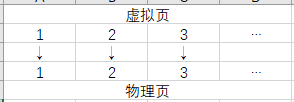 虚拟页
1 2 3 …
↓ ↓ ↓
1 2 3 …
物理页